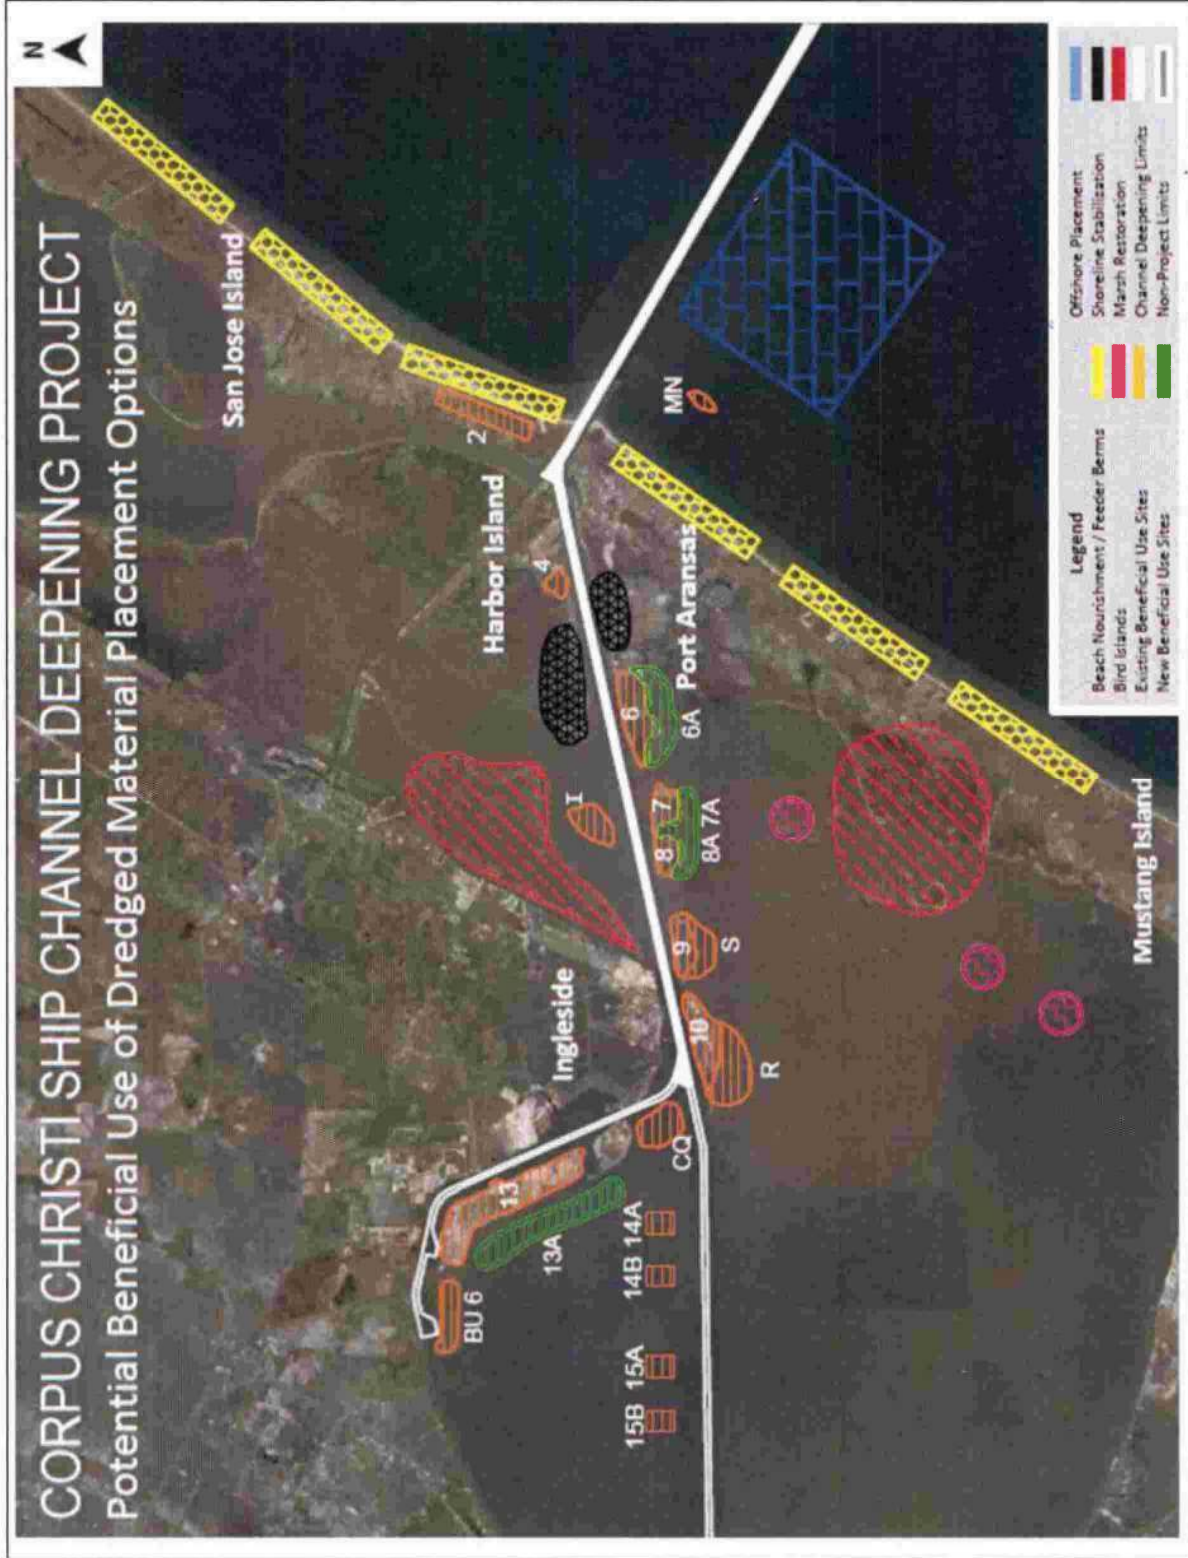 CORPUS CHRISTI SHIP CHANNEL DEEPENING PROJECT
Potential Beneficial Use of Dredged Material Placement Options
N
San Jose Island
2
Harbor Island
4
MN
Port Aransas
6
6A
I
7
8
8A 7A
Ingleside
9
S
10
R
CQ
13
13A
BU 6
14B 14A
15B 15A
Mustang Island
Legend
Beach Nourishment / Feeder Berms
Bird Islands
Existing Beneficial Use Sites
New Beneficial Use Sites
Offshore Placement
Shoreline Stabilization
Marsh Restoration
Channel Deepening Limits
Non-Project Limits